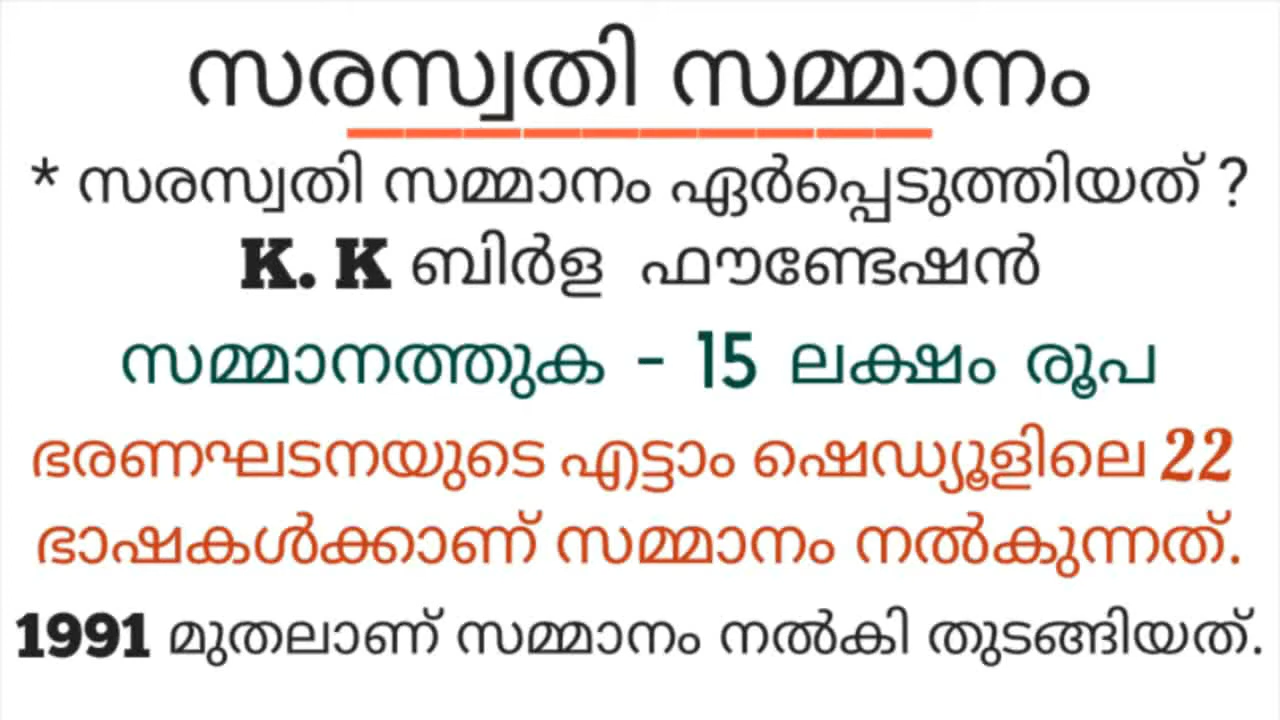 സരസ്വതി സമ്മാനം
* സരസ്വതി സമ്മാനം ഏർപ്പെടുത്തിയത് ?
K. K ബിർള ഫൗണ്ടേഷൻ
സമ്മാനത്തുക - 15 ലക്ഷം രൂപ
ഭരണഘടനയുടെ എട്ടാം ഷെഡ്യൂളിലെ 22
ഭാഷകൾക്കാണ് സമ്മാനം നൽകുന്നത്.
1991 മുതലാണ് സമ്മാനം നൽകി തുടങ്ങിയത്.